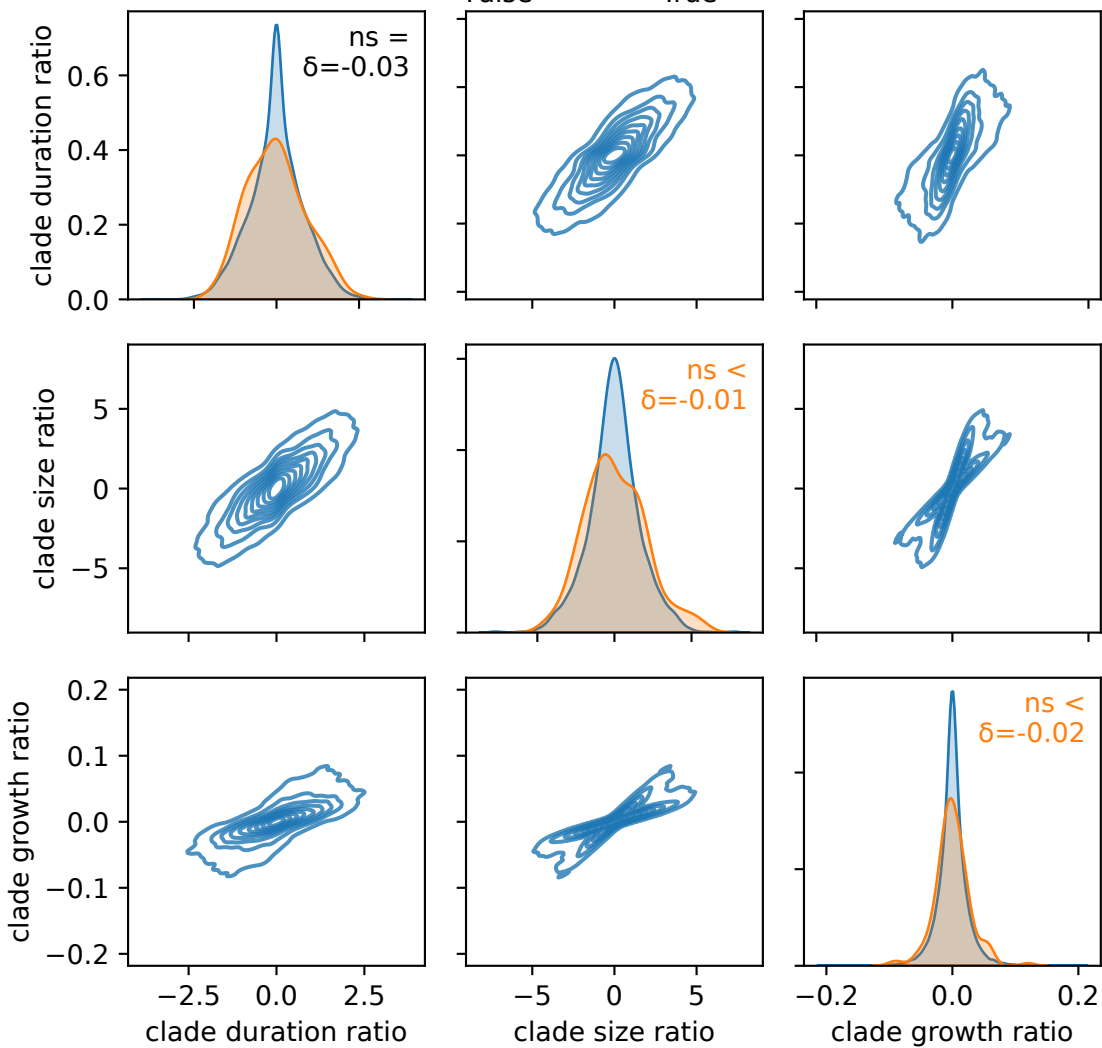 ns =
δ=-0.03
clade duration ratio
0.6
0.4
0.2
0.0
ns <
δ=-0.01
clade size ratio
5
0
−5
ns <
δ=-0.02
clade growth ratio
0.2
0.1
0.0
−0.1
−0.2
−2.5 0.0 2.5
−5 0 5
−0.2 0.0 0.2
clade duration ratio
clade size ratio
clade growth ratio